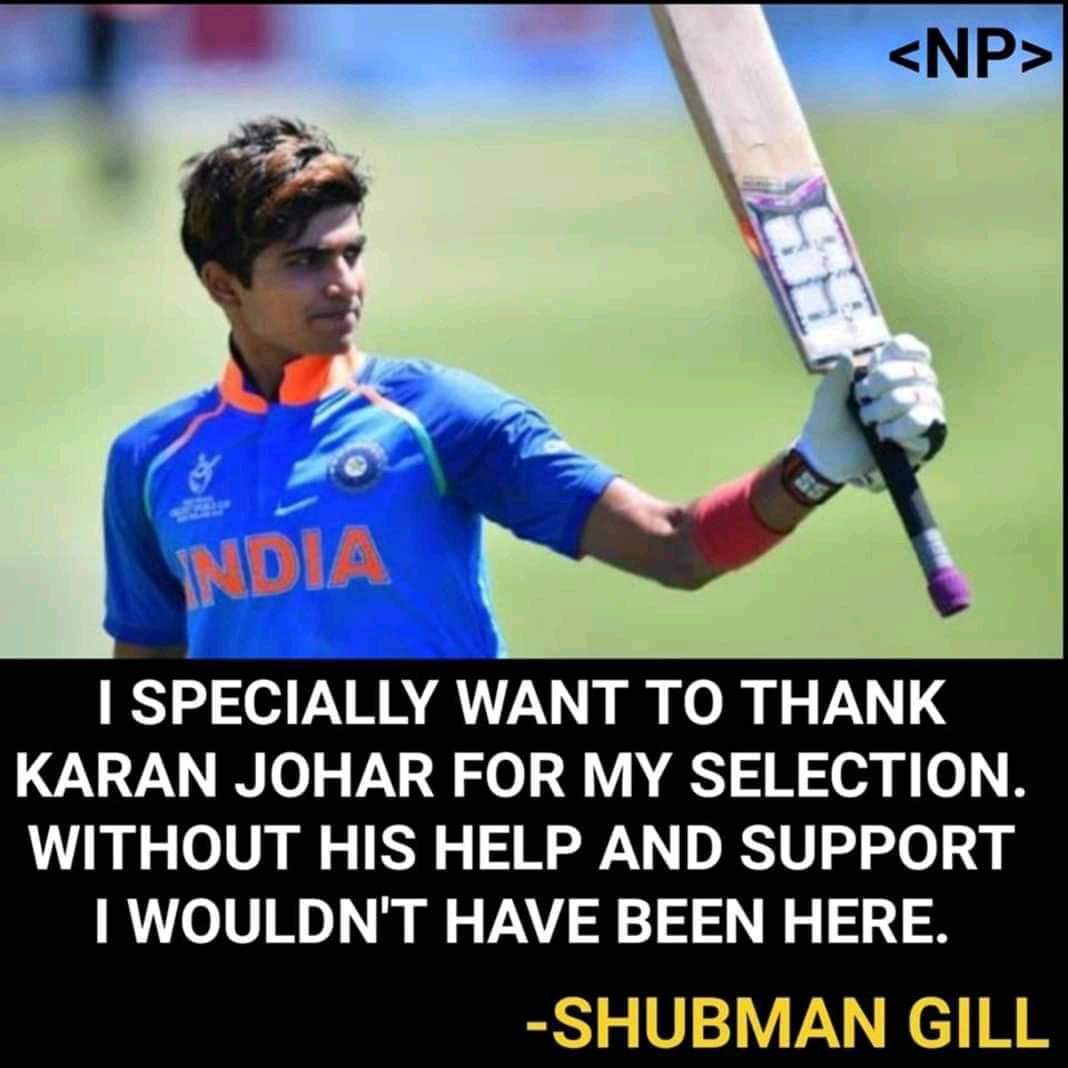 <NP>
INDIA
I SPECIALLY WANT TO THANK
KARAN JOHAR FOR MY SELECTION.
WITHOUT HIS HELP AND SUPPORT
I WOULDN'T HAVE BEEN HERE.
-SHUBMAN GILL